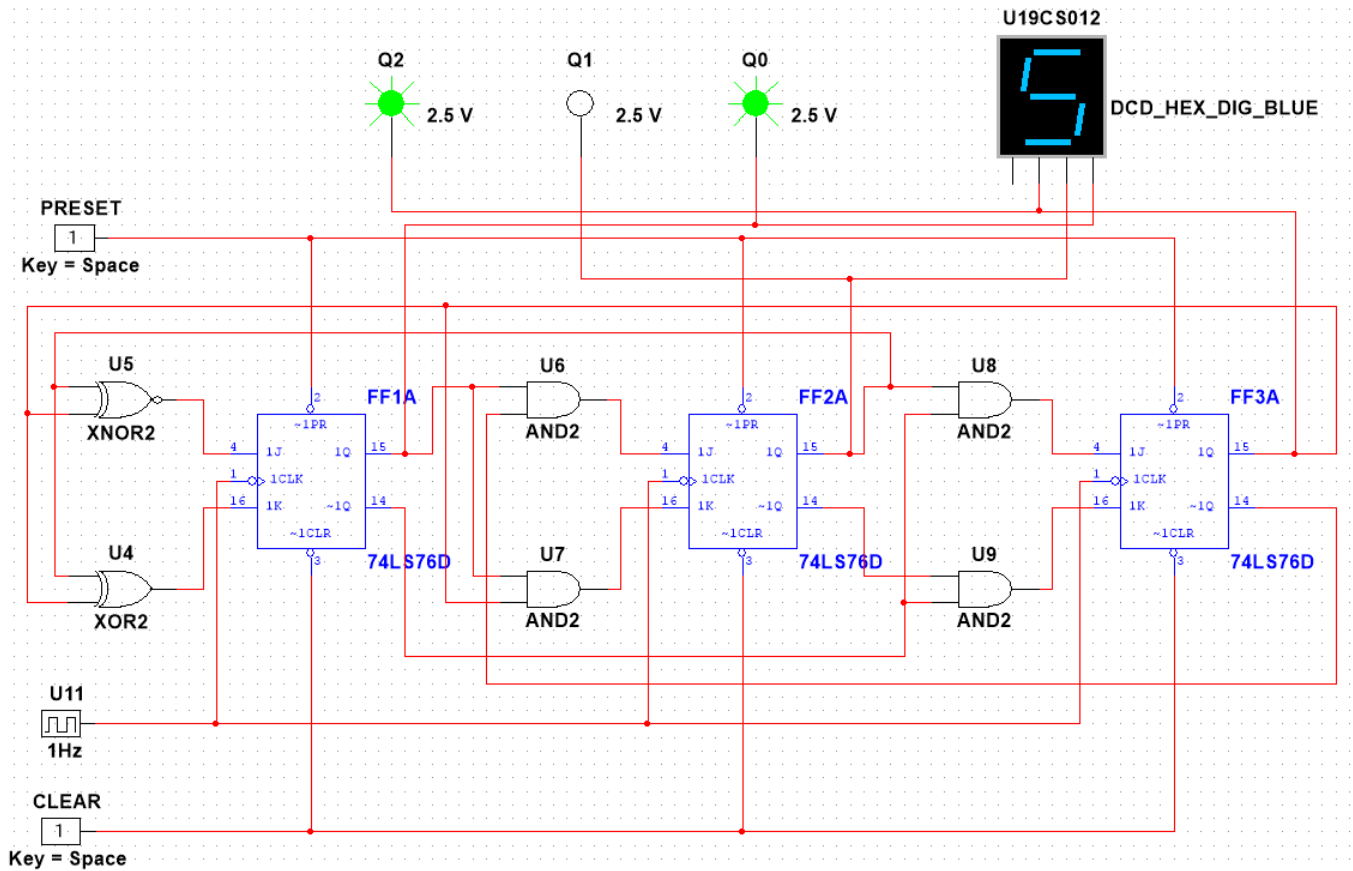 U19CS012
Q2
Q1
Q0
2.5 V
2.5 V
2.5 V
5
DCD_HEX_DIG_BLUE
PRESET
1
Key = Space
U5
XNOR2
U4
XOR2
FF1A
2
~1PR
4
1J
1Q
15
1
1CLK
16
1K
~1Q
14
~1CLR
3
74LS76D
U6
AND2
U7
AND2
FF2A
2
~1PR
4
1J
1Q
15
1
1CLK
16
1K
~1Q
14
~1CLR
3
74LS76D
U8
AND2
U9
AND2
FF3A
2
~1PR
4
1J
1Q
15
1
1CLK
16
1K
~1Q
14
~1CLR
3
74LS76D
U11
1Hz
CLEAR
1
Key = Space